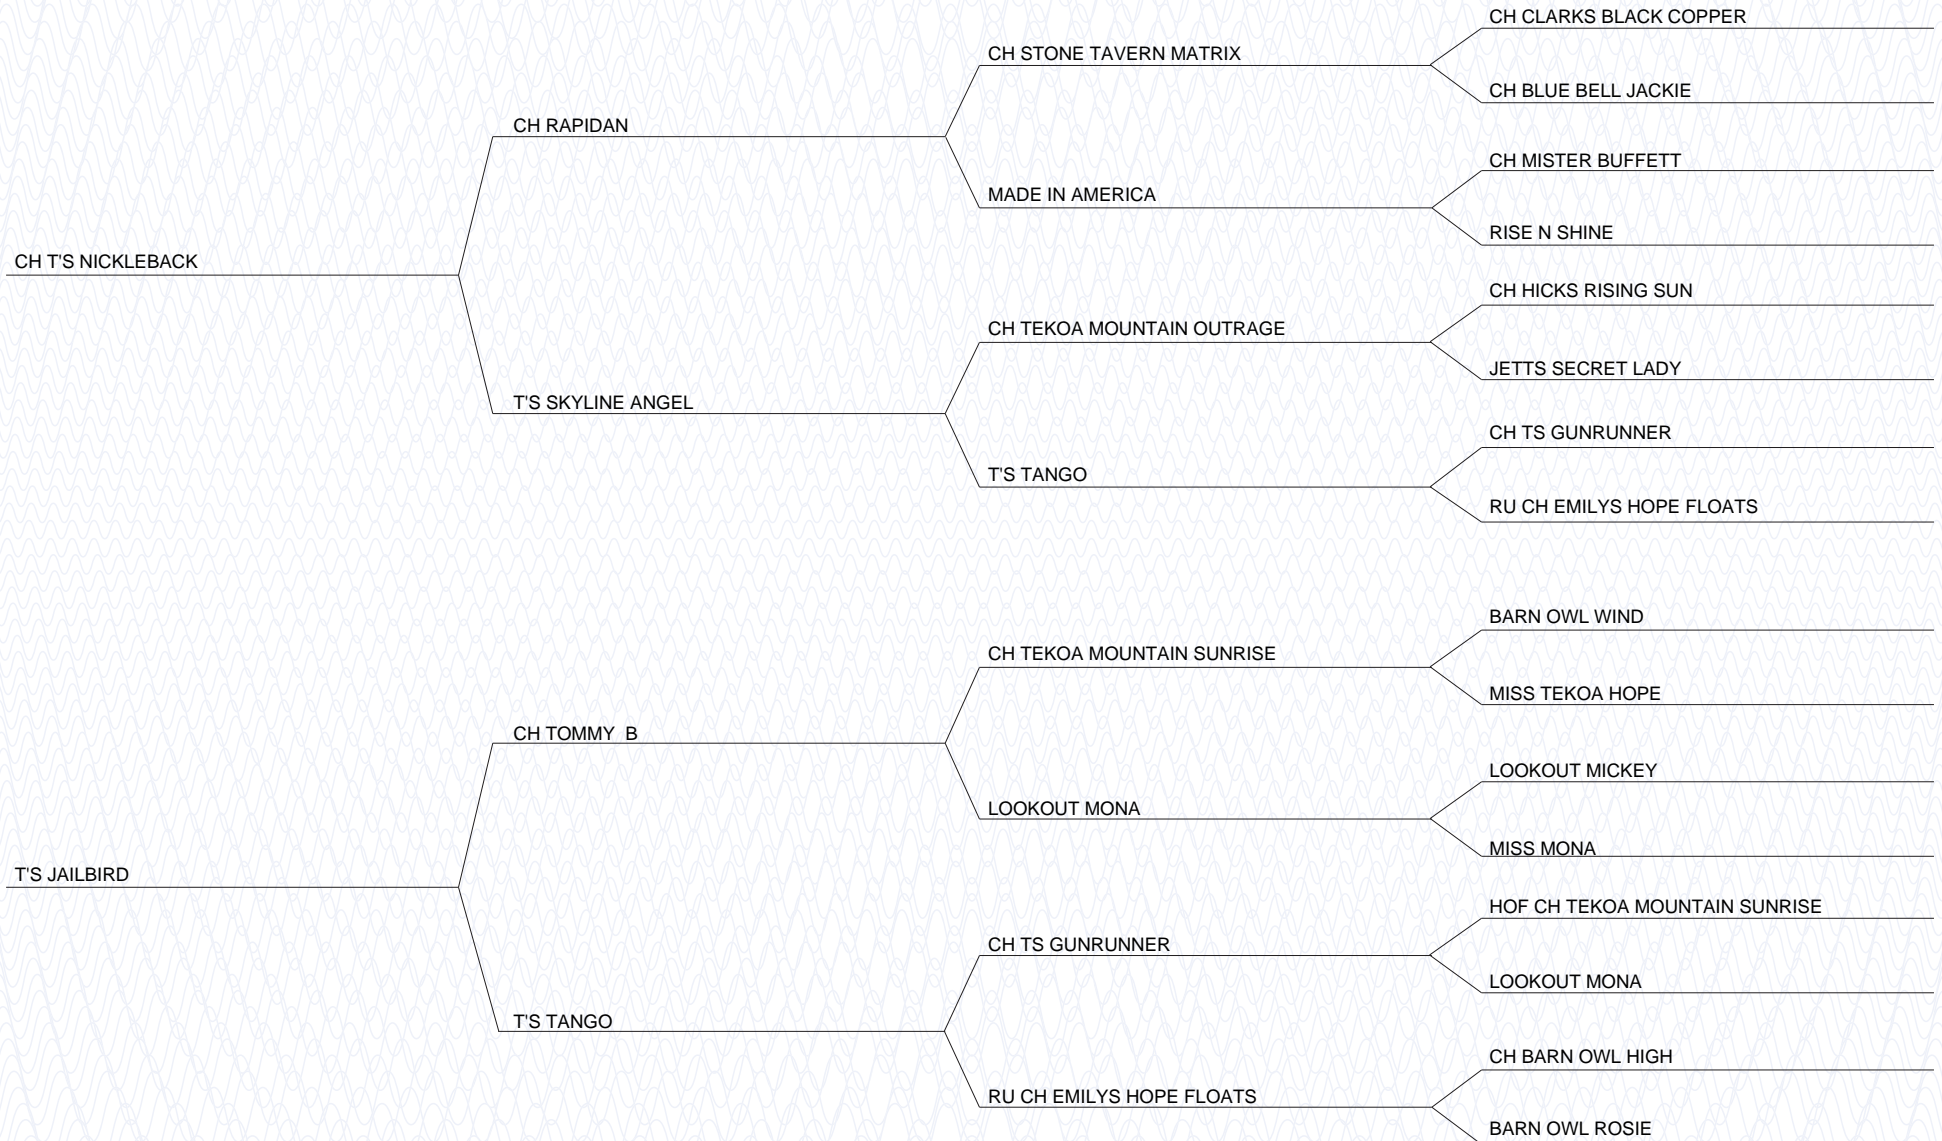 CH CLARKS BLACK COPPER
CH STONE TAVERN MATRIX
CH BLUE BELL JACKIE
CH RAPIDAN
CH MISTER BUFFETT
MADE IN AMERICA
RISE N SHINE
CH T'S NICKLEBACK
CH HICKS RISING SUN
CH TEKOA MOUNTAIN OUTRAGE
JETTS SECRET LADY
T'S SKYLINE ANGEL
CH TS GUNRUNNER
T'S TANGO
RU CH EMILYS HOPE FLOATS
BARN OWL WIND
CH TEKOA MOUNTAIN SUNRISE
MISS TEKOA HOPE
CH TOMMY  B
LOOKOUT MICKEY
LOOKOUT MONA
MISS MONA
T'S JAILBIRD
HOF CH TEKOA MOUNTAIN SUNRISE
CH TS GUNRUNNER
LOOKOUT MONA
T'S TANGO
CH BARN OWL HIGH
RU CH EMILYS HOPE FLOATS
BARN OWL ROSIE